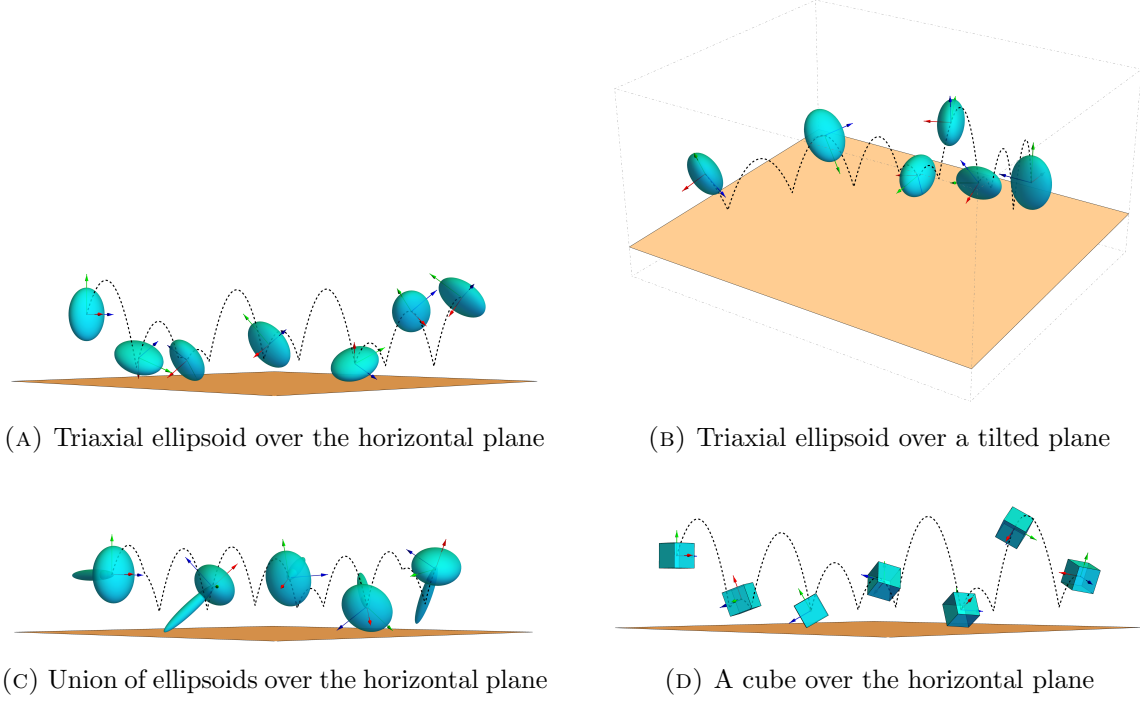 (A) Triaxial ellipsoid over the horizontal plane
(B) Triaxial ellipsoid over a tilted plane
(C) Union of ellipsoids over the horizontal plane
(D) A cube over the horizontal plane